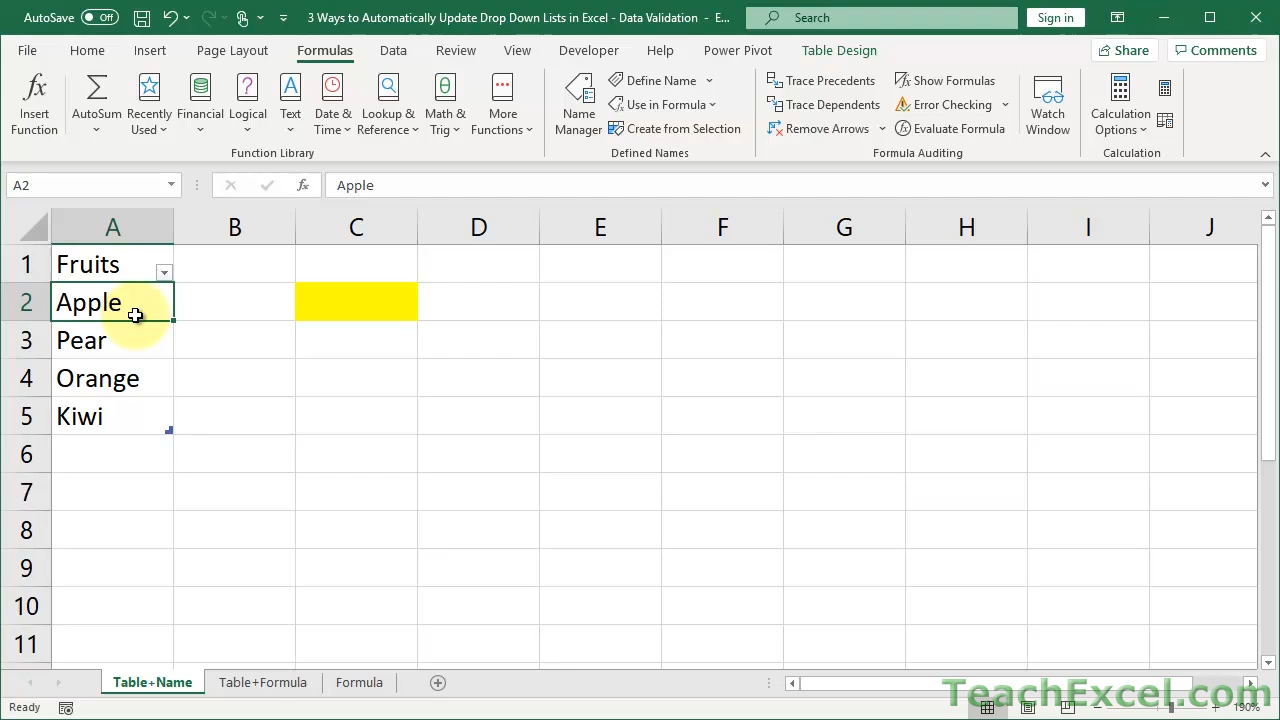 AutoSave Off 3 Ways to Automatically Update Drop Down Lists in Excel - Data Validation - E... Search Sign in
File Home Insert Page Layout Formulas Data Review View Developer Help Power Pivot Table Design Share Comments
Insert Function
AutoSum
Recently Used
Financial
Logical
Text
Date & Time
Lookup & Reference
Math & Trig
More Functions
Function Library
Name Manager
Define Name
Use in Formula
Create from Selection
Defined Names
Trace Precedents
Trace Dependents
Remove Arrows
Show Formulas
Error Checking
Evaluate Formula
Formula Auditing
Watch Window
Calculation Options
Calculation
A2 fx Apple
A B C D E F G H I J
1 Fruits
2 Apple
3 Pear
4 Orange
5 Kiwi
6
7
8
9
10
11
Table+Name Table+Formula Formula
TeachExcel.com
Ready 190%